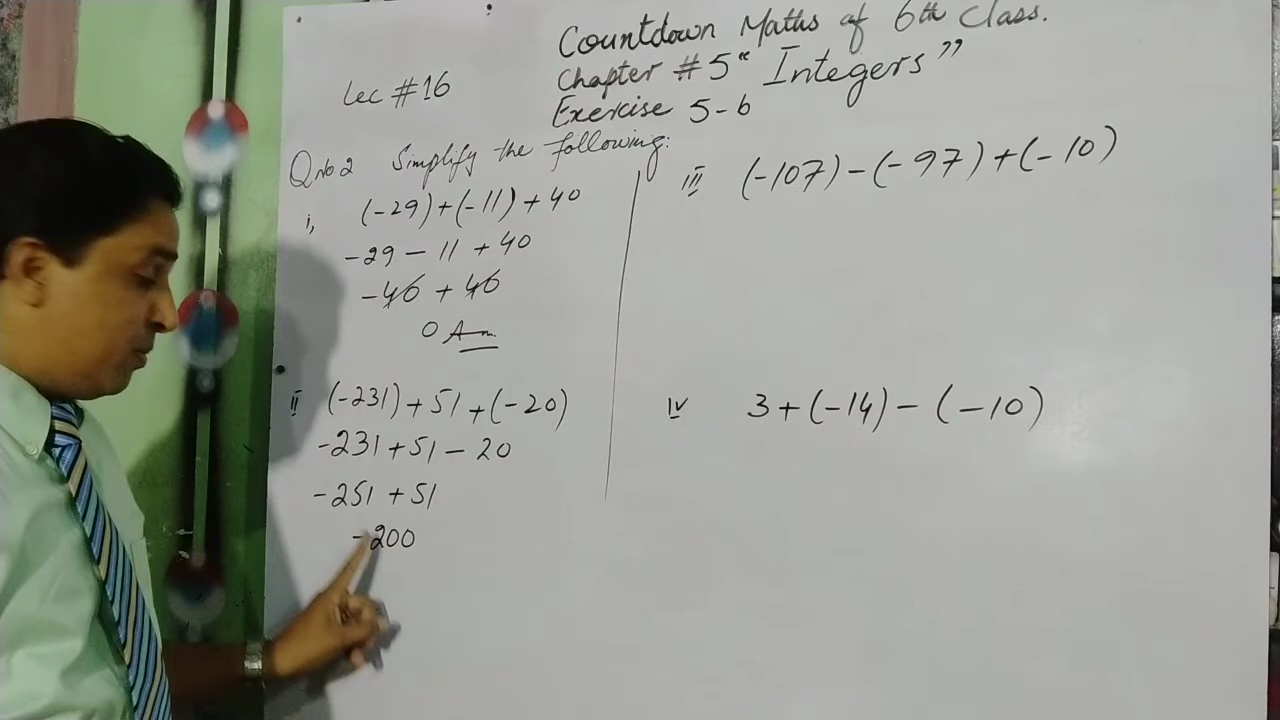 Countdown Maths of 6th Class.
Lec #16
Chapter #5 "Integers"
Exercise 5-b
Q No 2 Simplify the following:
i, (-29)+(-11)+40
-29 - 11 +40
-40 + 40
0 Ans.
II (-231)+51+(-20)
-231+51-20
-251 +51
-200
III (-107)-(-97)+(-10)
IV 3+(-14)-(-10)